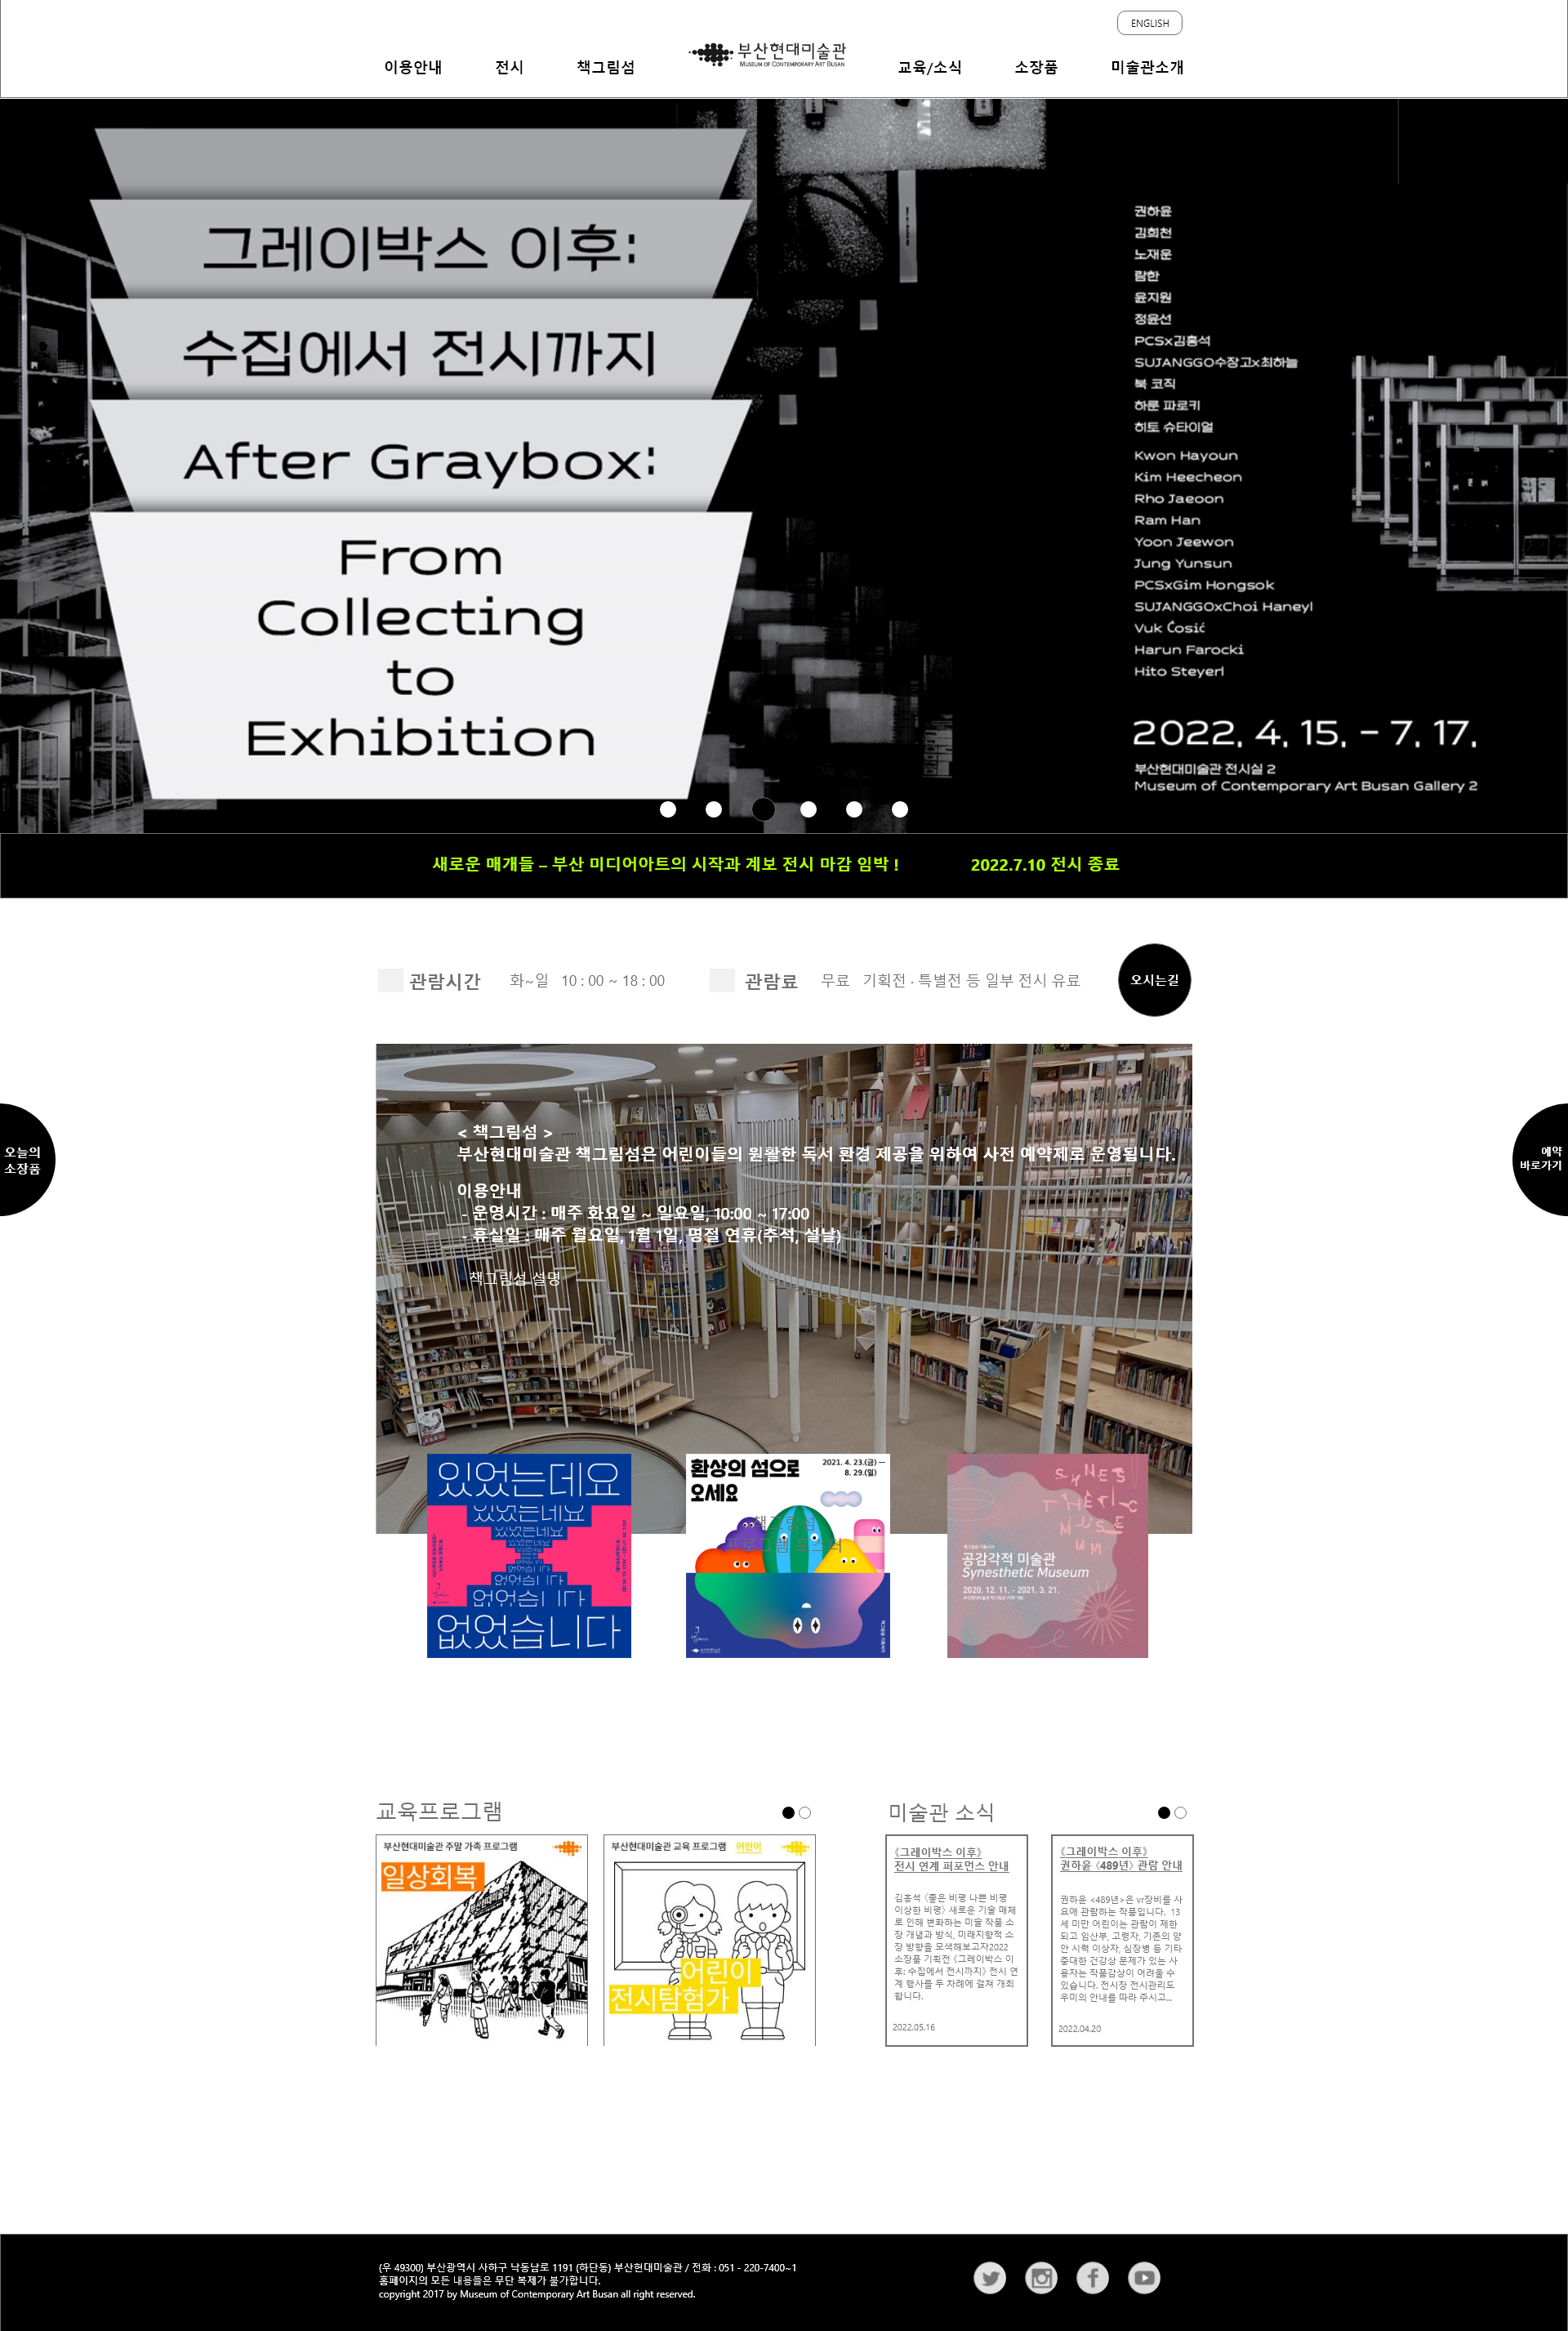 ENGLISH
이용안내
전시
책그림섬
부산현대미술관
MUSEUM OF CONTEMPORARY ART BUSAN
교육/소식
소장품
미술관소개
그레이박스 이후:
수집에서 전시까지
After Graybox:
From
Collecting
to
Exhibition
권하윤
김희천
노재운
람한
윤지원
정윤선
PCSx김홍석
SUJANGGO수장고x최하늘
북 코직
하룬 파로키
히토 슈타이얼
Kwon Hayoun
Kim Heecheon
Rho Jaeoon
Ram Han
Yoon Jeewon
Jung Yunsun
PCSxGim Hongsok
SUJANGGOxChoi Haneyl
Vuk Ćosić
Harun Farocki
Hito Steyerl
2022. 4. 15. – 7. 17.
부산현대미술관 전시실 2
Museum of Contemporary Art Busan Gallery 2
새로운 매개들 – 부산 미디어아트의 시작과 계보 전시 마감 임박 !
2022.7.10 전시 종료
관람시간
화~일 10 : 00 ~ 18 : 00
관람료
무료 기획전 · 특별전 등 일부 전시 유료
오시는길
오늘의
소장품
예약
바로가기
< 책그림섬 >
부산현대미술관 책그림섬은 어린이들의 원활한 독서 환경 제공을 위하여 사전 예약제로 운영됩니다.
이용안내
- 운영시간 : 매주 화요일 ~ 일요일, 10:00 ~ 17:00
- 휴실일 : 매주 월요일, 1월 1일, 명절 연휴(추석, 설날)
책그림섬 설명
있었는데요
있었는데요
있었는데요
없었습니다
없었습니다
없었습니다
환상의 섬으로
오세요
2021. 4. 23.(금) —
8. 29.(일)
책그림섬
프로그램 포스터
공감각적 미술관
Synesthetic Museum
2020. 12. 11. - 2021. 3. 21.
교육프로그램
부산현대미술관 주말 가족 프로그램
일상회복
부산현대미술관 교육 프로그램 어린이
어린이
전시탐험가
미술관 소식
《그레이박스 이후》
전시 연계 퍼포먼스 안내
김홍석 〈좋은 비평 나쁜 비평
이상한 비평〉 새로운 기술 매체
로 인해 변화하는 미술 작품 소
장 개념과 방식, 미래지향적 소
장 방향을 모색해보고자2022
소장품 기획전 《그레이박스 이
후: 수집에서 전시까지》 전시 연
계 행사를 두 차례에 걸쳐 개최
합니다.
2022.05.16
《그레이박스 이후》
권하윤 〈489년〉 관람 안내
권하윤 <489년>은 vr장비를 사
요애 관람하는 작품입니다. 13
세 미만 어린이는 관람이 제한
되고 임산부, 고령자, 기존의 양
안 시력 이상자, 심장병 등 기타
중대한 건강상 문제가 있는 사
용자는 작품감상이 어려울 수
있습니다. 전시장 전시관리도
우미의 안내를 따라 주시고...
2022.04.20
(우 49300) 부산광역시 사하구 낙동남로 1191 (하단동) 부산현대미술관 / 전화 : 051 - 220-7400~1
홈페이지의 모든 내용들은 무단 복제가 불가합니다.
copyright 2017 by Museum of Contemporary Art Busan all right reserved.